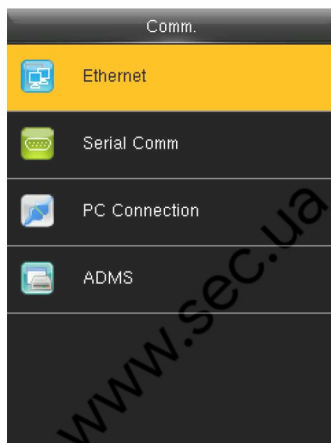 Comm.
Ethernet
Serial Comm
PC Connection
ADMS
www.sec.ua